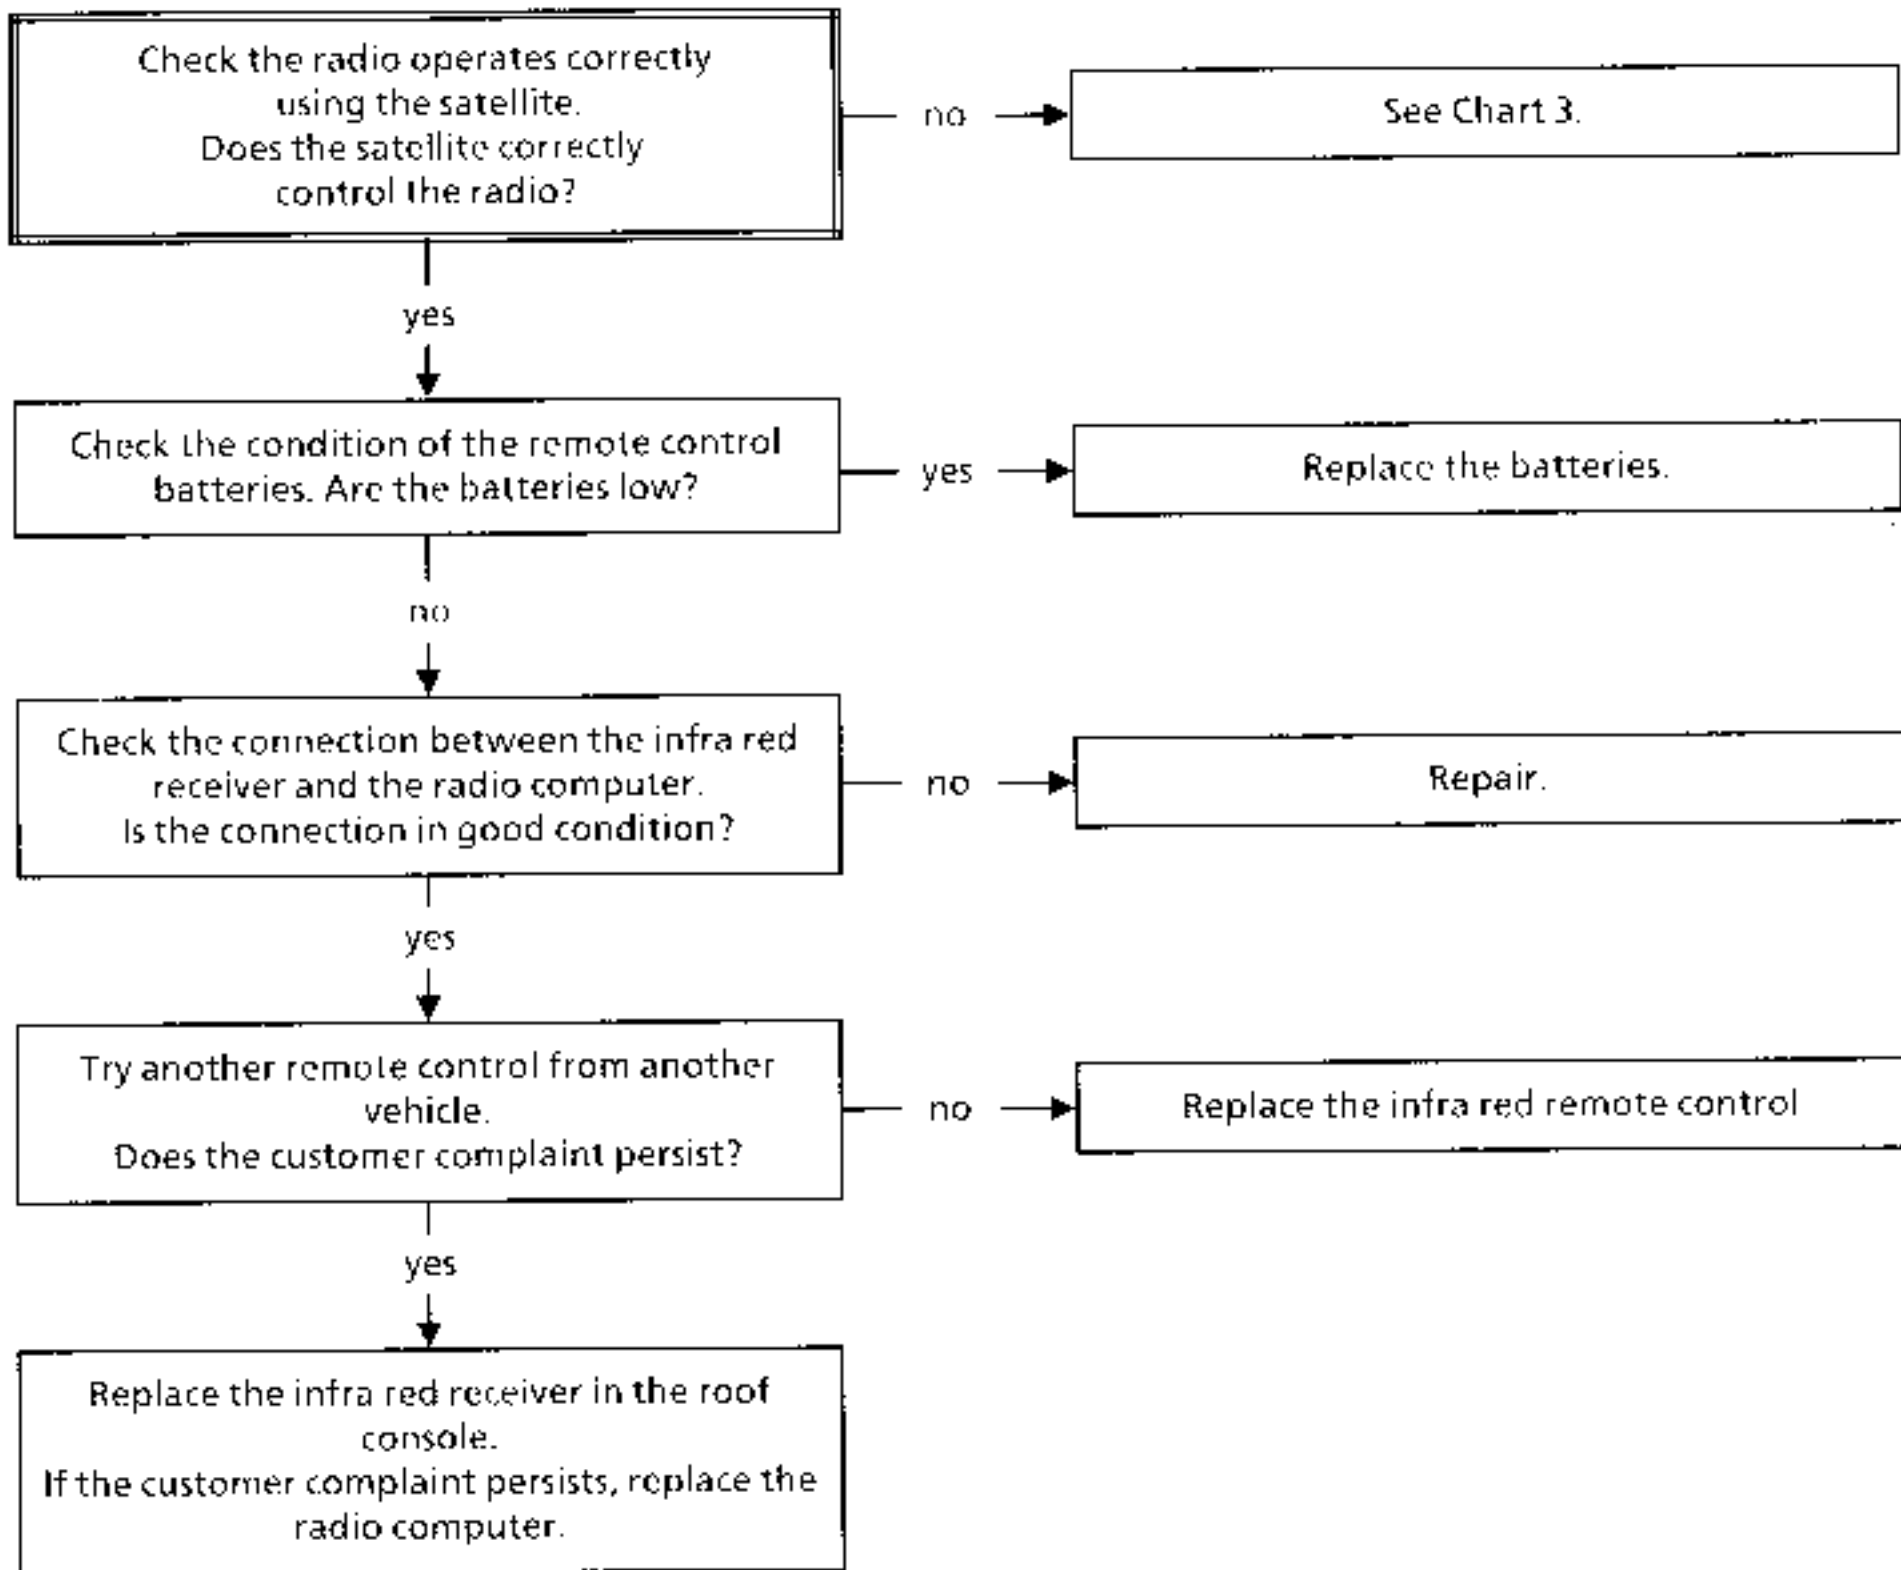 Check the radio operates correctly
using the satellite.
Does the satellite correctly
control the radio?
no
See Chart 3.
yes
Check the condition of the remote control
batteries. Are the batteries low?
yes
Replace the batteries.
no
Check the connection between the infra red
receiver and the radio computer.
Is the connection in good condition?
no
Repair.
yes
Try another remote control from another
vehicle.
Does the customer complaint persist?
no
Replace the infra red remote control
yes
Replace the infra red receiver in the roof
console.
If the customer complaint persists, replace the
radio computer.